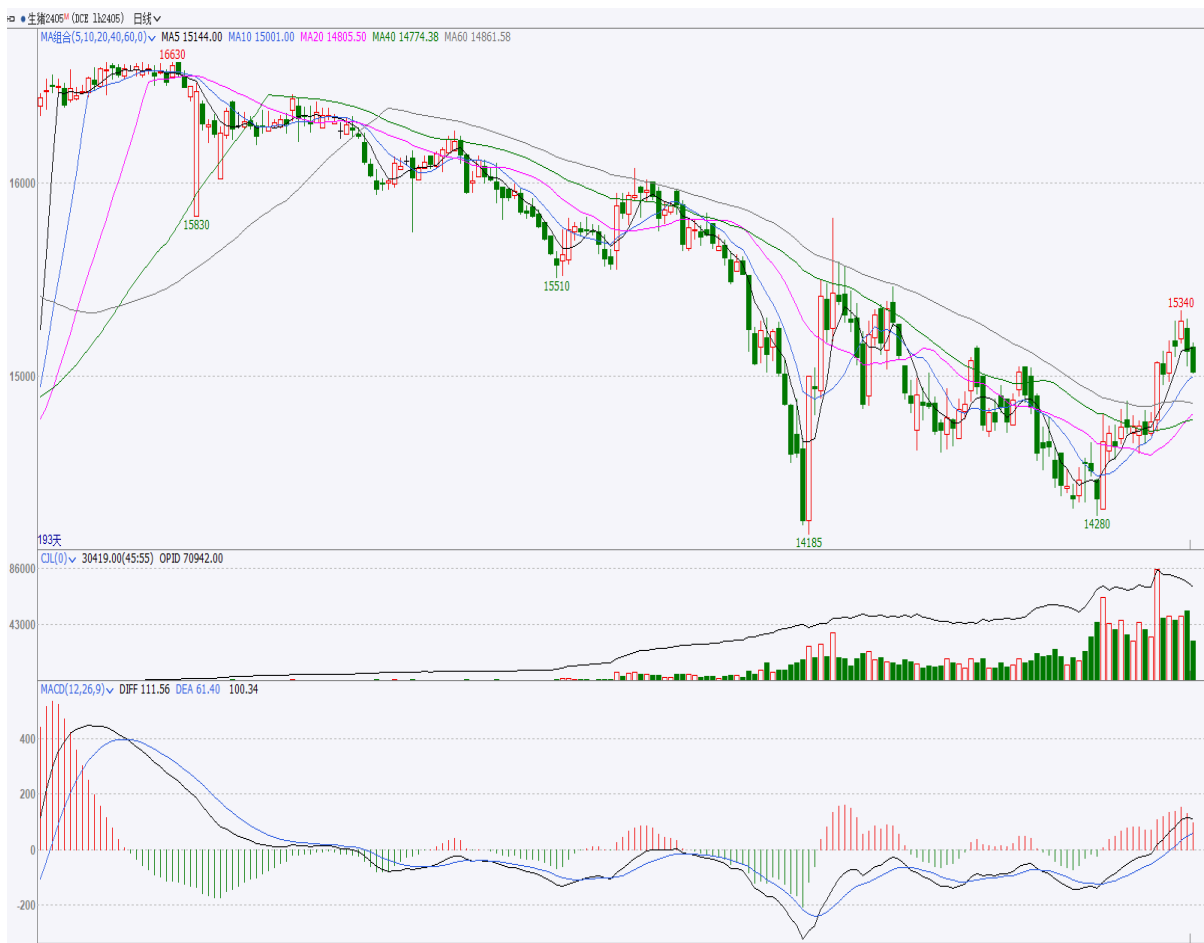 生猪2405M (DCE lh2405) 日线
MA组合(5,10,20,40,60,0) MA5 15144.00 MA10 15001.00 MA20 14805.50 MA40 14774.38 MA60 14861.58
16630
16000
15830
15510
15340
15000
14280
14185
193天
CJL(0) 30419.00(45:55) OPID 70942.00
86000
43000
MACD(12,26,9) DIFF 111.56 DEA 61.40 100.34
400
200
0
-200